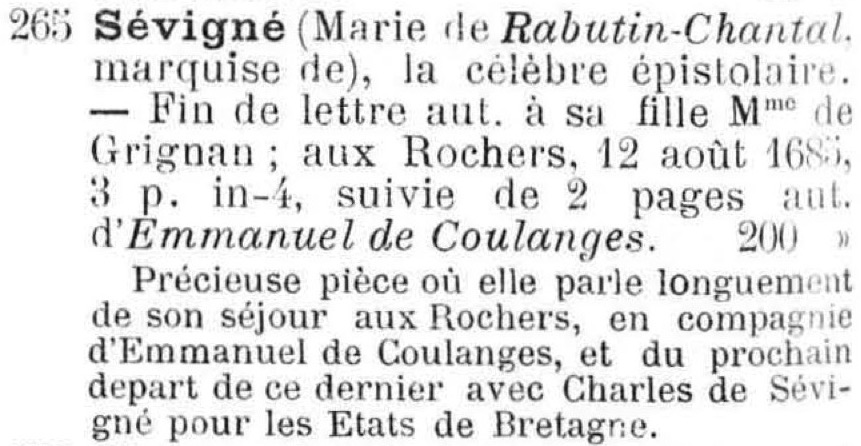 265 Sévigné (Marie de Rabutin-Chantal,
marquise de), la célèbre épistolaire.
— Fin de lettre aut. à sa fille Mme de
Grignan ; aux Rochers, 12 août 1685,
3 p. in-4, suivie de 2 pages aut.
d'Emmanuel de Coulanges. 200 »
Précieuse pièce où elle parle longuement
de son séjour aux Rochers, en compagnie
d'Emmanuel de Coulanges, et du prochain
depart de ce dernier avec Charles de Sévi-
gné pour les Etats de Bretagne.